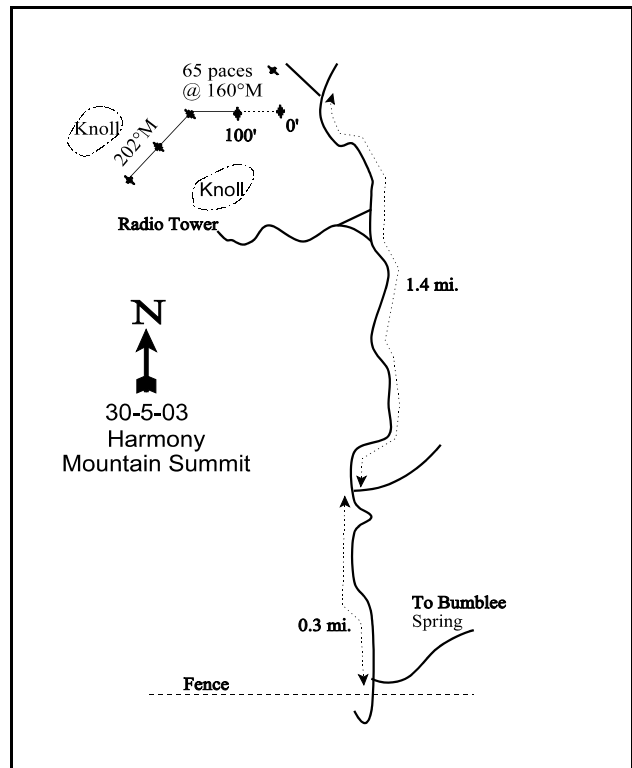 65 paces
@ 160°M
Knoll
202°M
100'
0'
Knoll
Radio Tower
1.4 mi.
N
30-5-03
Harmony
Mountain Summit
To Bumblee
Spring
0.3 mi.
Fence